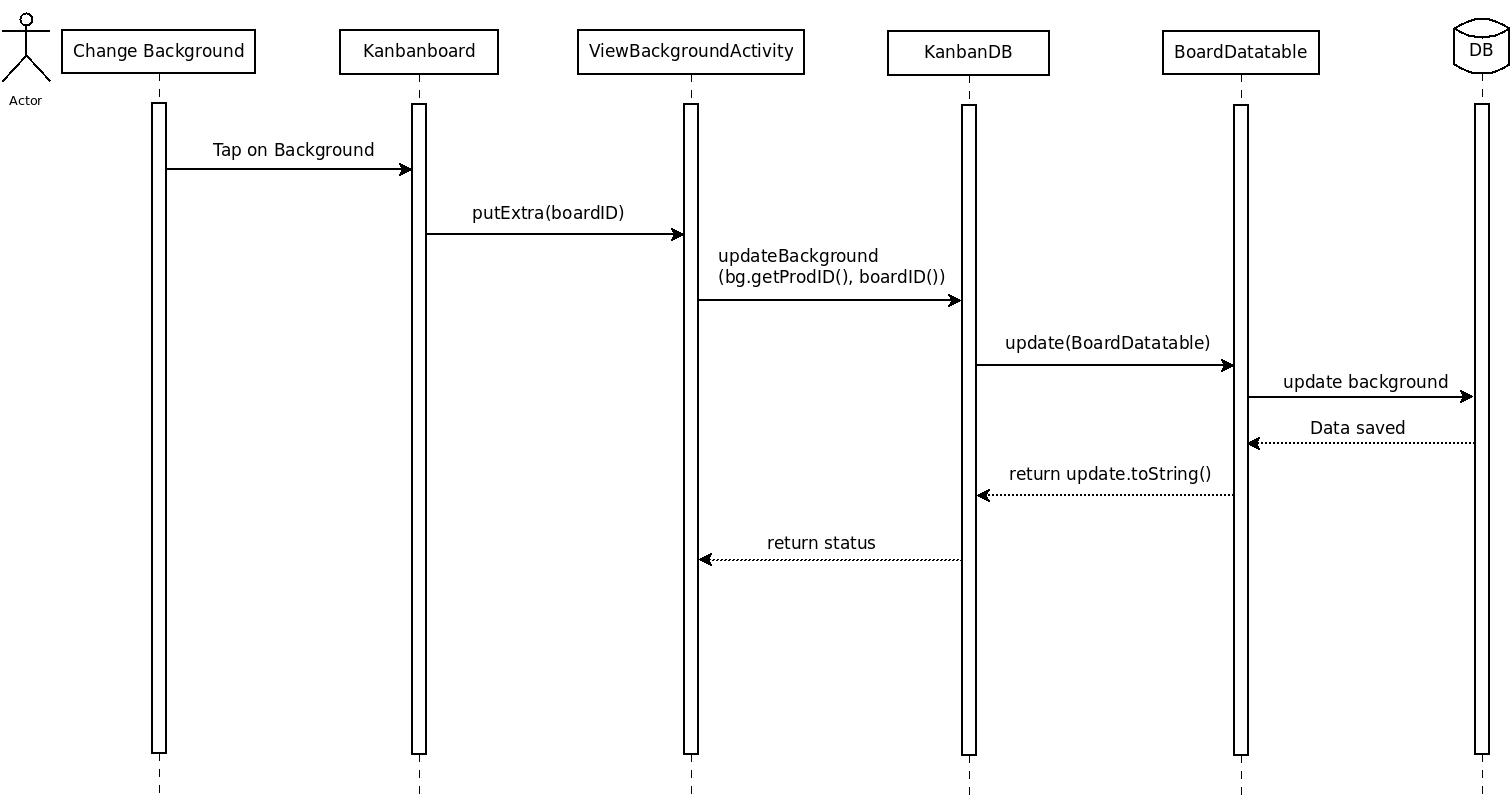 Actor
Change Background
Kanbanboard
ViewBackgroundActivity
KanbanDB
BoardDatatable
DB
Tap on Background
putExtra(boardID)
updateBackground
(bg.getProdID(), boardID())
update(BoardDatatable)
update background
Data saved
return update.toString()
return status